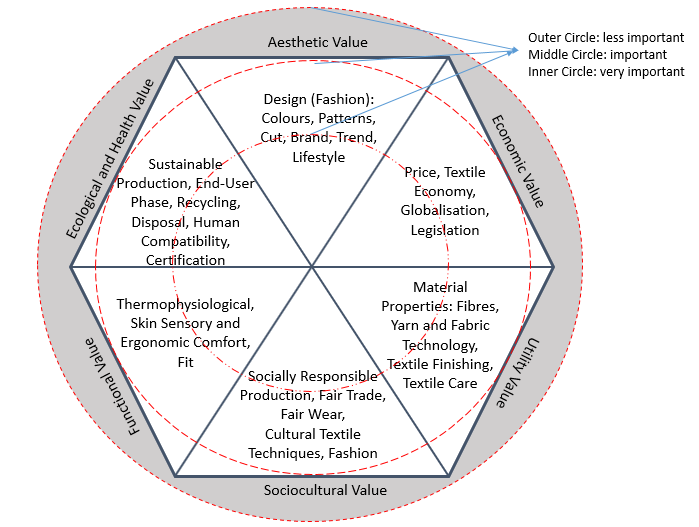 Outer Circle: less important
Middle Circle: important
Inner Circle: very important
Aesthetic Value
Design (Fashion):
Colours, Patterns,
Cut, Brand, Trend,
Lifestyle
Ecological and Health Value
Sustainable
Production, End-User
Phase, Recycling,
Disposal, Human
Compatibility,
Certification
Economic Value
Price, Textile
Economy,
Globalisation,
Legislation
Functional Value
Thermophysiological,
Skin Sensory and
Ergonomic Comfort,
Fit
Utility Value
Material
Properties: Fibres,
Yarn and Fabric
Technology,
Textile Finishing,
Textile Care
Socially Responsible
Production, Fair Trade,
Fair Wear,
Cultural Textile
Techniques, Fashion
Sociocultural Value